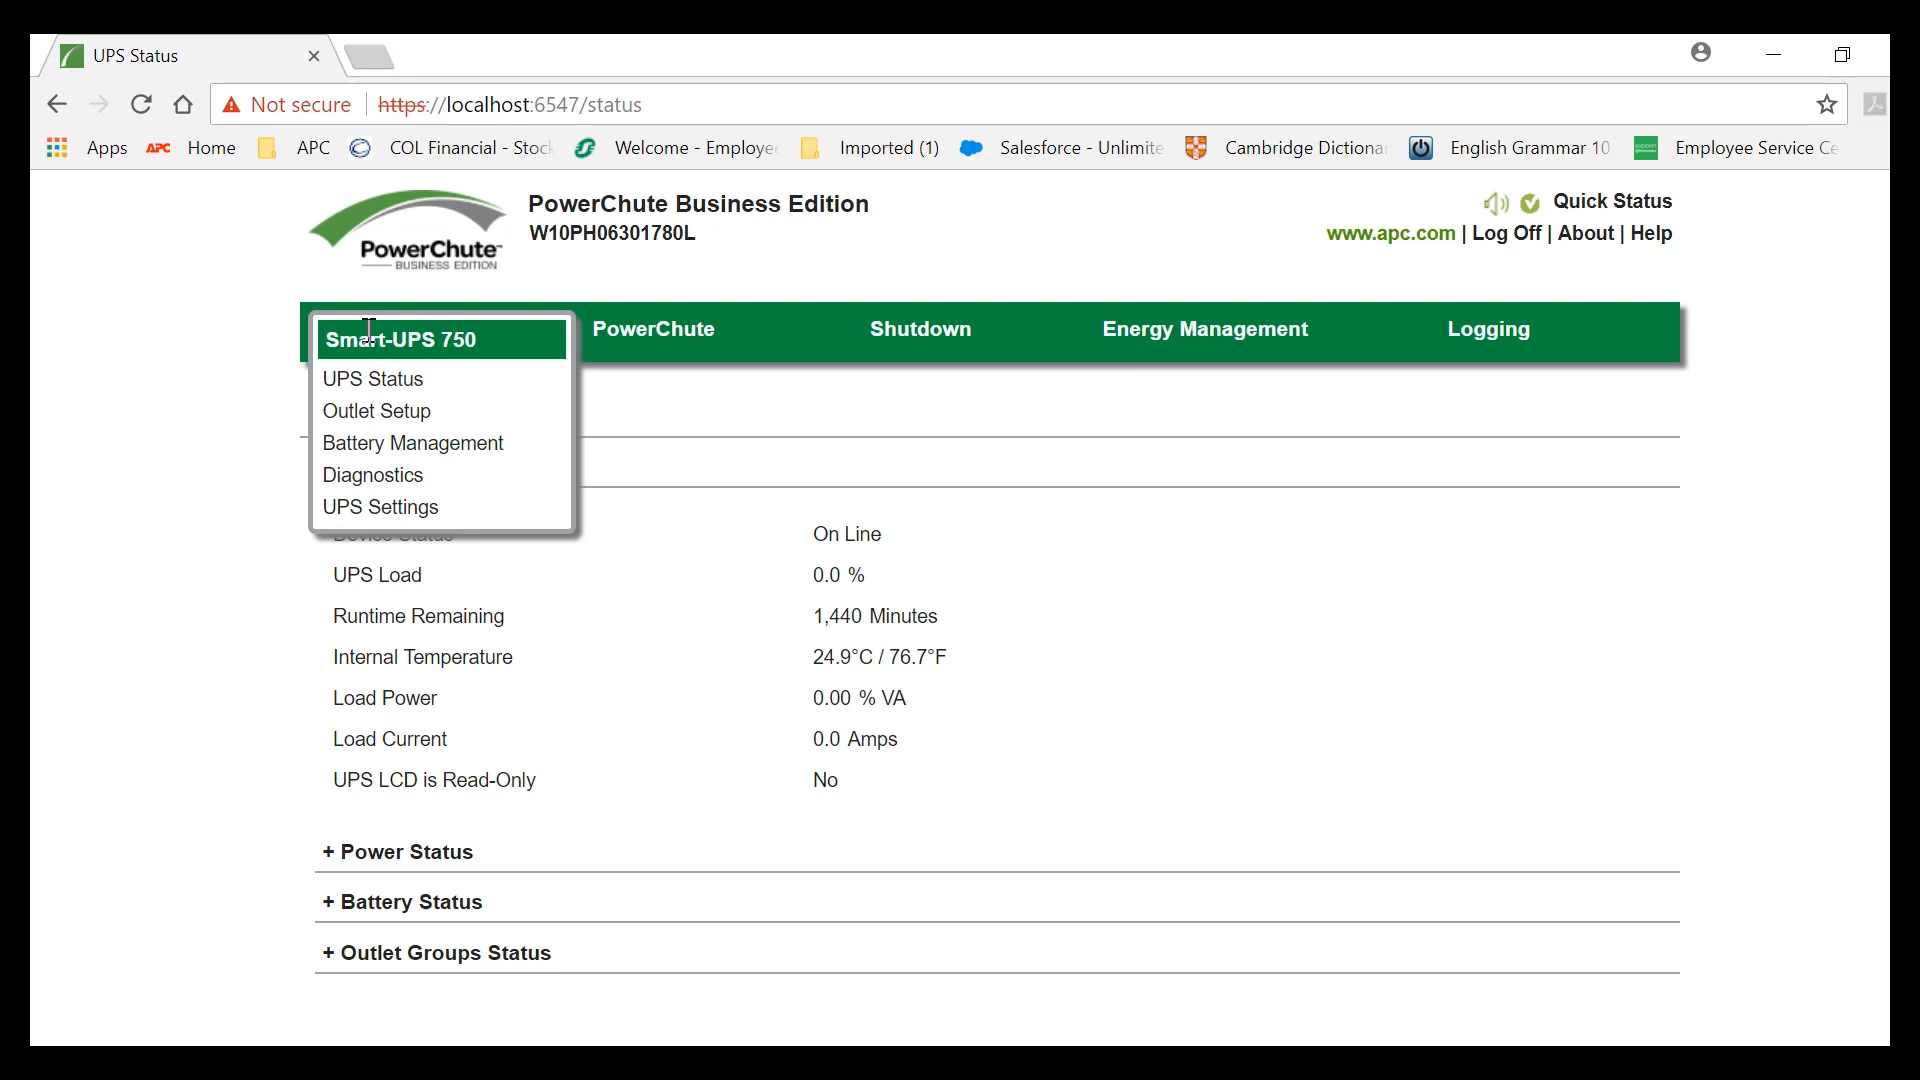 UPS Status
Not secure https://localhost:6547/status
Apps APC Home APC COL Financial - Stock Welcome - Employe Imported (1) Salesforce - Unlimite Cambridge Dictiona English Grammar 10 Employee Service Ce
PowerChute
BUSINESS EDITION
PowerChute Business Edition
W10PH06301780L
Quick Status
www.apc.com | Log Off | About | Help
Smart-UPS 750 PowerChute Shutdown Energy Management Logging
UPS Status
Outlet Setup
Battery Management
Diagnostics
UPS Settings
Device Status On Line
UPS Load 0.0 %
Runtime Remaining 1,440 Minutes
Internal Temperature 24.9°C / 76.7°F
Load Power 0.00 % VA
Load Current 0.0 Amps
UPS LCD is Read-Only No
+ Power Status
+ Battery Status
+ Outlet Groups Status